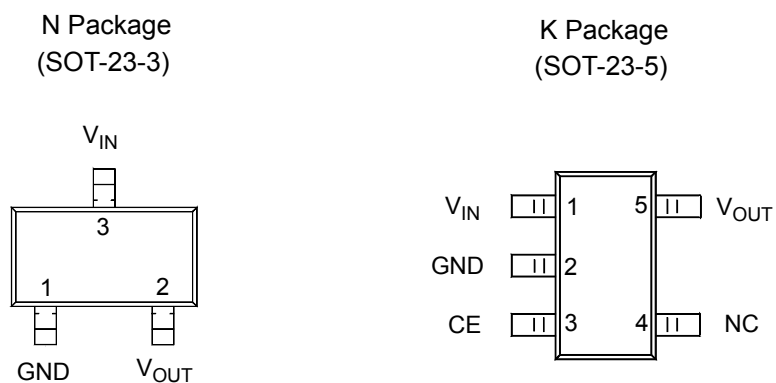 N Package
(SOT-23-3)
V_IN
3
1 2
GND V_OUT
K Package
(SOT-23-5)
V_IN 1 5 V_OUT
GND 2
CE 3 4 NC